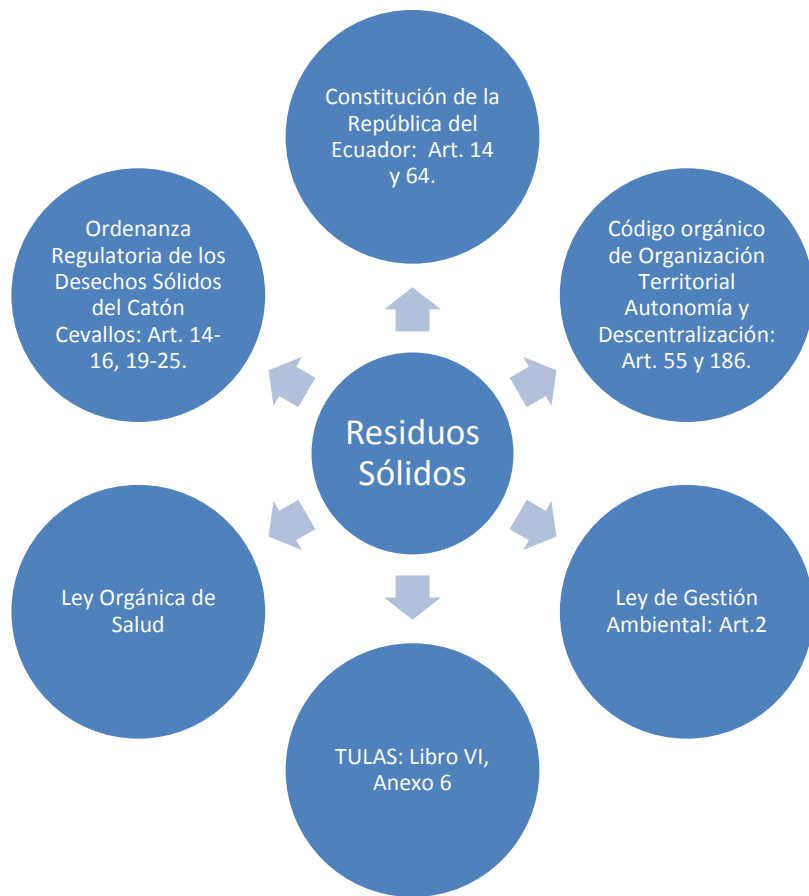 Constitución de la
República del
Ecuador: Art. 14
y 64.
Ordenanza
Regulatoria de los
Desechos Sólidos
del Catón
Cevallos: Art. 14-
16, 19-25.
Código orgánico
de Organización
Territorial
Autonomía y
Descentralización:
Art. 55 y 186.
Residuos
Sólidos
Ley Orgánica de
Salud
Ley de Gestión
Ambiental: Art.2
TULAS: Libro VI,
Anexo 6